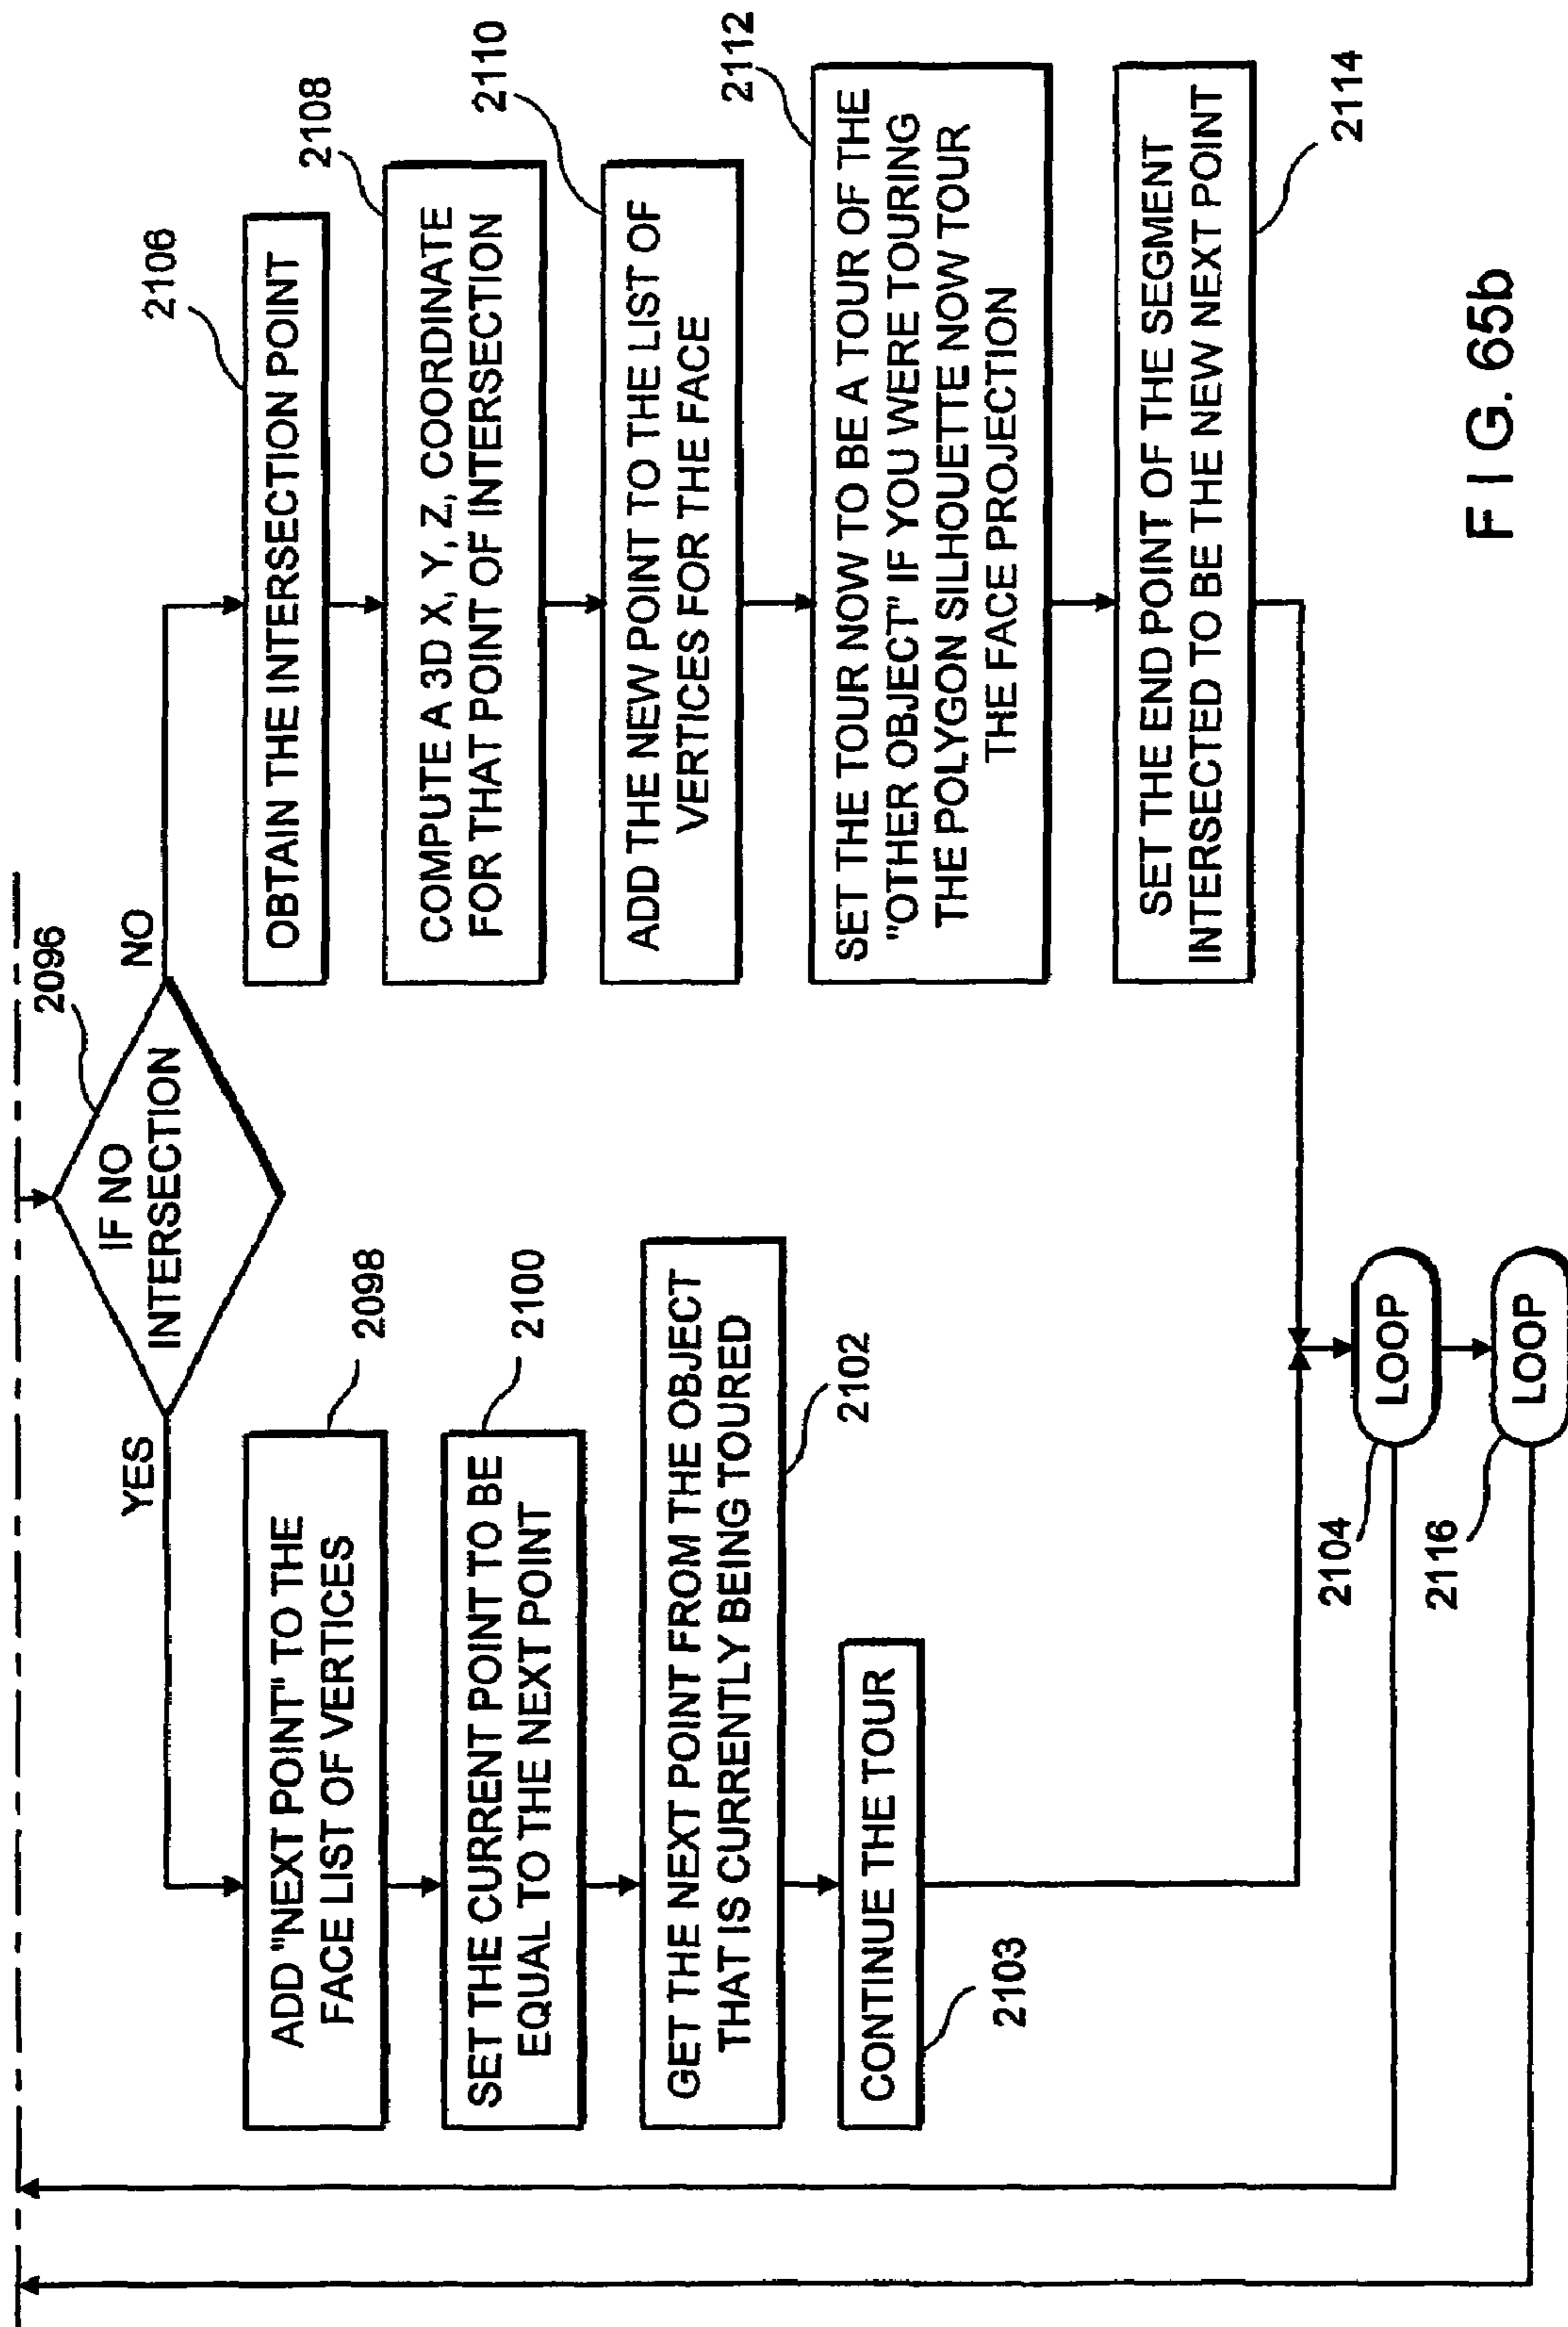 2096
IF NO
INTERSECTION
YES
NO
ADD "NEXT POINT" TO THE
FACE LIST OF VERTICES
2098
SET THE CURRENT POINT TO BE
EQUAL TO THE NEXT POINT
2100
GET THE NEXT POINT FROM THE OBJECT
THAT IS CURRENTLY BEING TOURED
2102
CONTINUE THE TOUR
2103
OBTAIN THE INTERSECTION POINT
2106
COMPUTE A 3D X, Y, Z, COORDINATE
FOR THAT POINT OF INTERSECTION
2108
ADD THE NEW POINT TO THE LIST OF
VERTICES FOR THE FACE
2110
SET THE TOUR NOW TO BE A TOUR OF THE
"OTHER OBJECT" IF YOU WERE TOURING
THE POLYGON SILHOUETTE NOW TOUR
THE FACE PROJECTION
2112
SET THE END POINT OF THE SEGMENT
INTERSECTED TO BE THE NEW NEXT POINT
2114
LOOP
2104
LOOP
2116
FIG. 65b